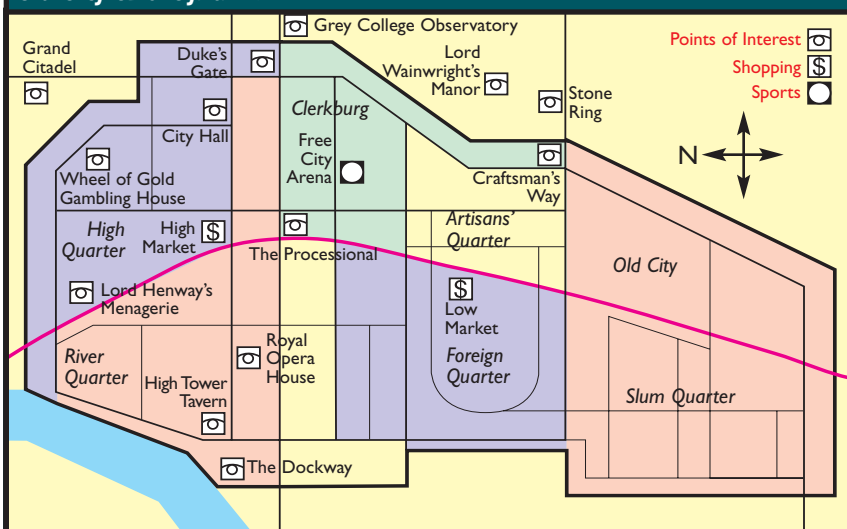 Grey College Observatory
Grand
Citadel
Duke's
Gate
Lord
Wainwright's
Manor
Points of Interest
Shopping $
Sports
Stone
Ring
Clerkburg
City Hall
Free
City
Arena
N
Wheel of Gold
Gambling House
Craftsman's
Way
High
Quarter
High
Market
$
Artisans'
Quarter
The Processional
Old City
Lord Henway's
Menagerie
$
Low
Market
River
Quarter
Royal
Opera
House
Foreign
Quarter
High Tower
Tavern
Slum Quarter
The Dockway